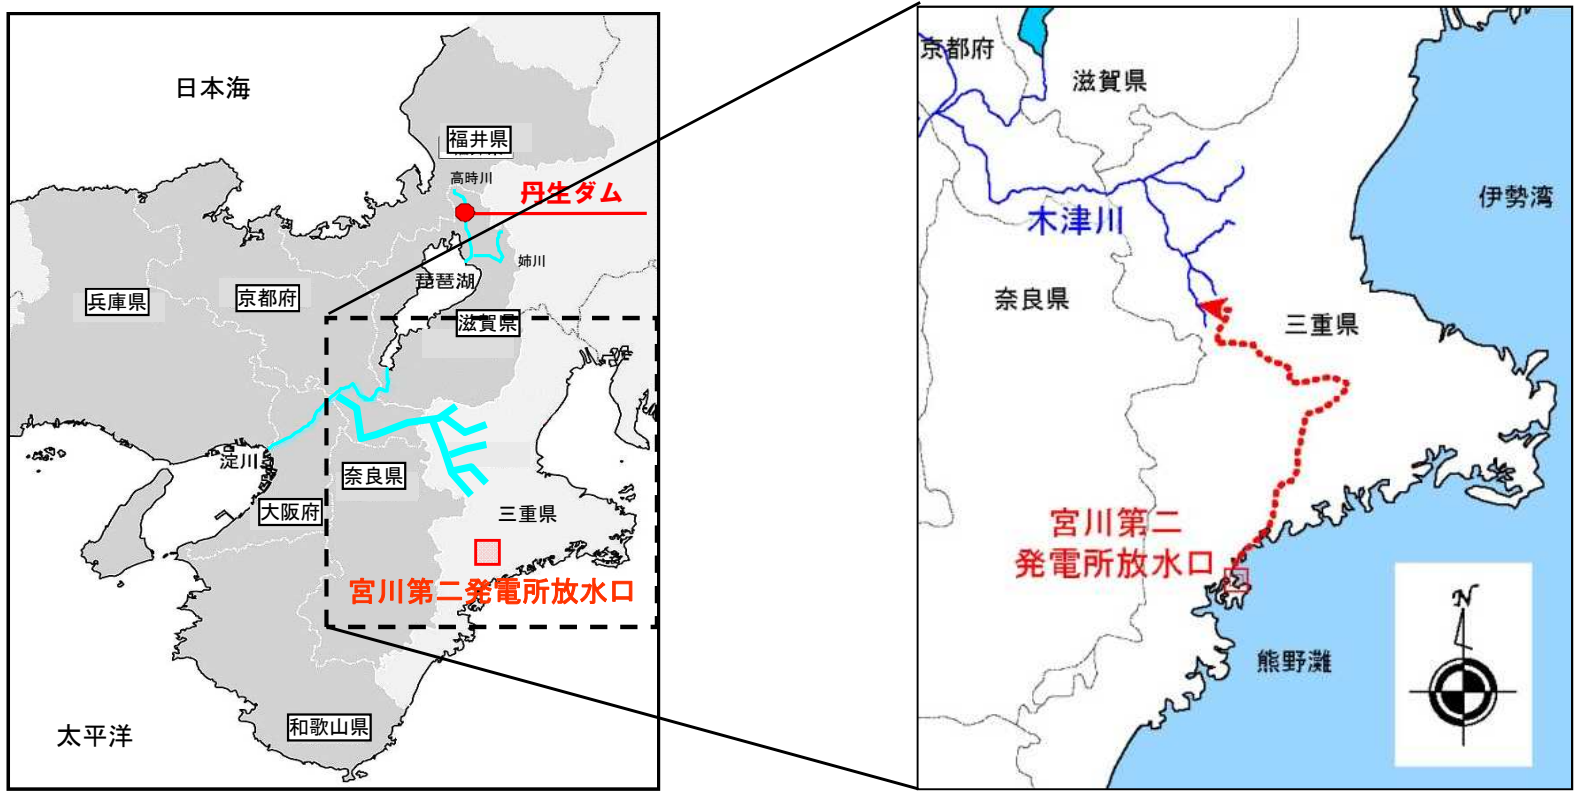 日本海
福井県
高時川
丹生ダム
姉川
琵琶湖
兵庫県
京都府
滋賀県
淀川
奈良県
大阪府
三重県
宮川第二発電所放水口
和歌山県
太平洋
京都府
滋賀県
伊勢湾
木津川
奈良県
三重県
宮川第二
発電所放水口
熊野灘
N